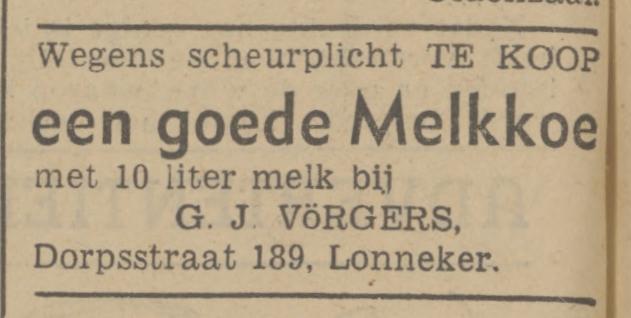 Wegens scheurplicht TE KOOP
een goede Melkkoe
met 10 liter melk bij
G. J. VöRGERS,
Dorpsstraat 189, Lonneker.